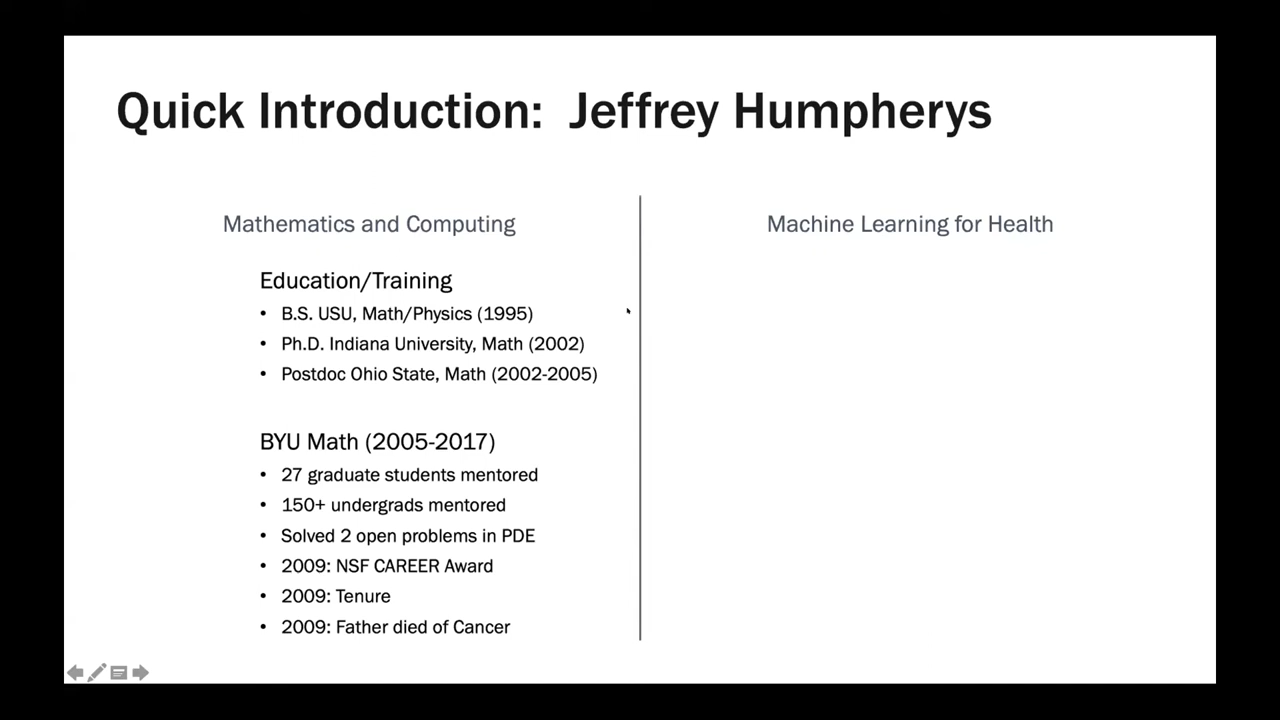 Quick Introduction: Jeffrey Humpherys
Mathematics and Computing
Education/Training
• B.S. USU, Math/Physics (1995)
• Ph.D. Indiana University, Math (2002)
• Postdoc Ohio State, Math (2002-2005)
BYU Math (2005-2017)
• 27 graduate students mentored
• 150+ undergrads mentored
• Solved 2 open problems in PDE
• 2009: NSF CAREER Award
• 2009: Tenure
• 2009: Father died of Cancer
Machine Learning for Health